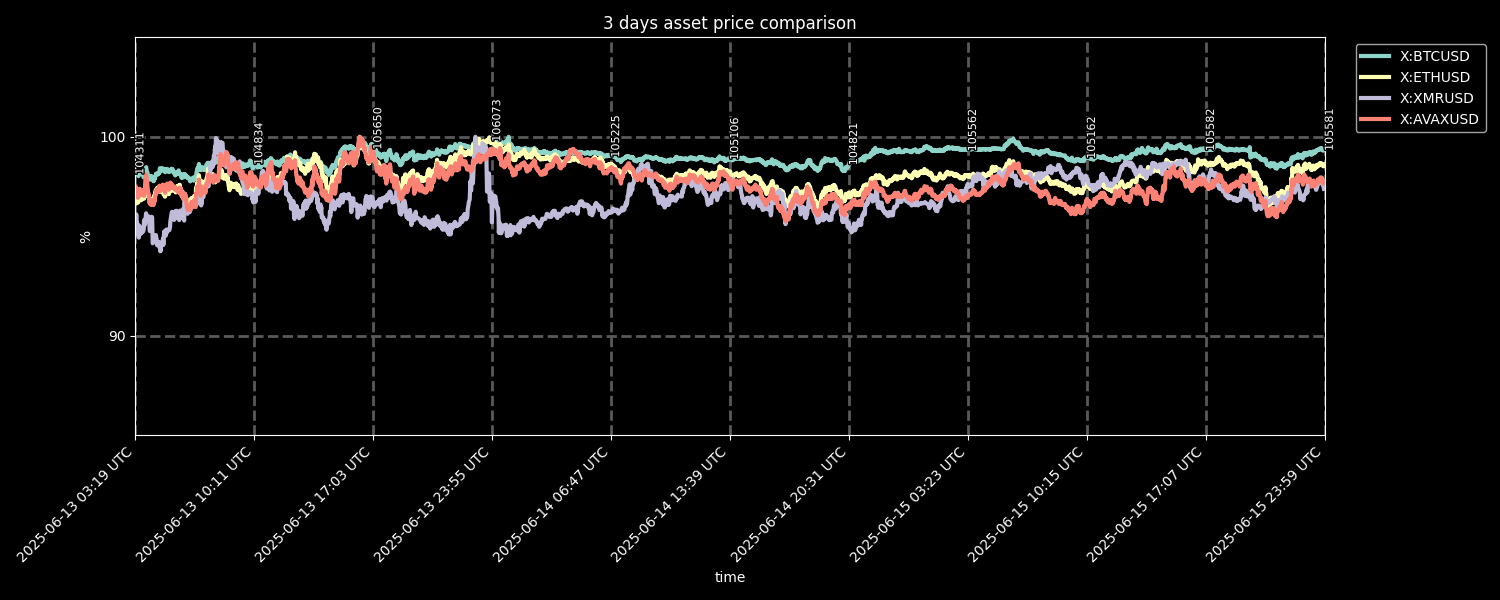 3 days asset price comparison
X:BTCUSD
X:ETHUSD
X:XMRUSD
X:AVAXUSD
100
90
%
104311
104834
105650
106073
105225
105106
104821
105562
105162
105582
105581
2025-06-13 03:19 UTC
2025-06-13 10:11 UTC
2025-06-13 17:03 UTC
2025-06-13 23:55 UTC
2025-06-14 06:47 UTC
2025-06-14 13:39 UTC
2025-06-14 20:31 UTC
2025-06-15 03:23 UTC
2025-06-15 10:15 UTC
2025-06-15 17:07 UTC
2025-06-15 23:59 UTC
time